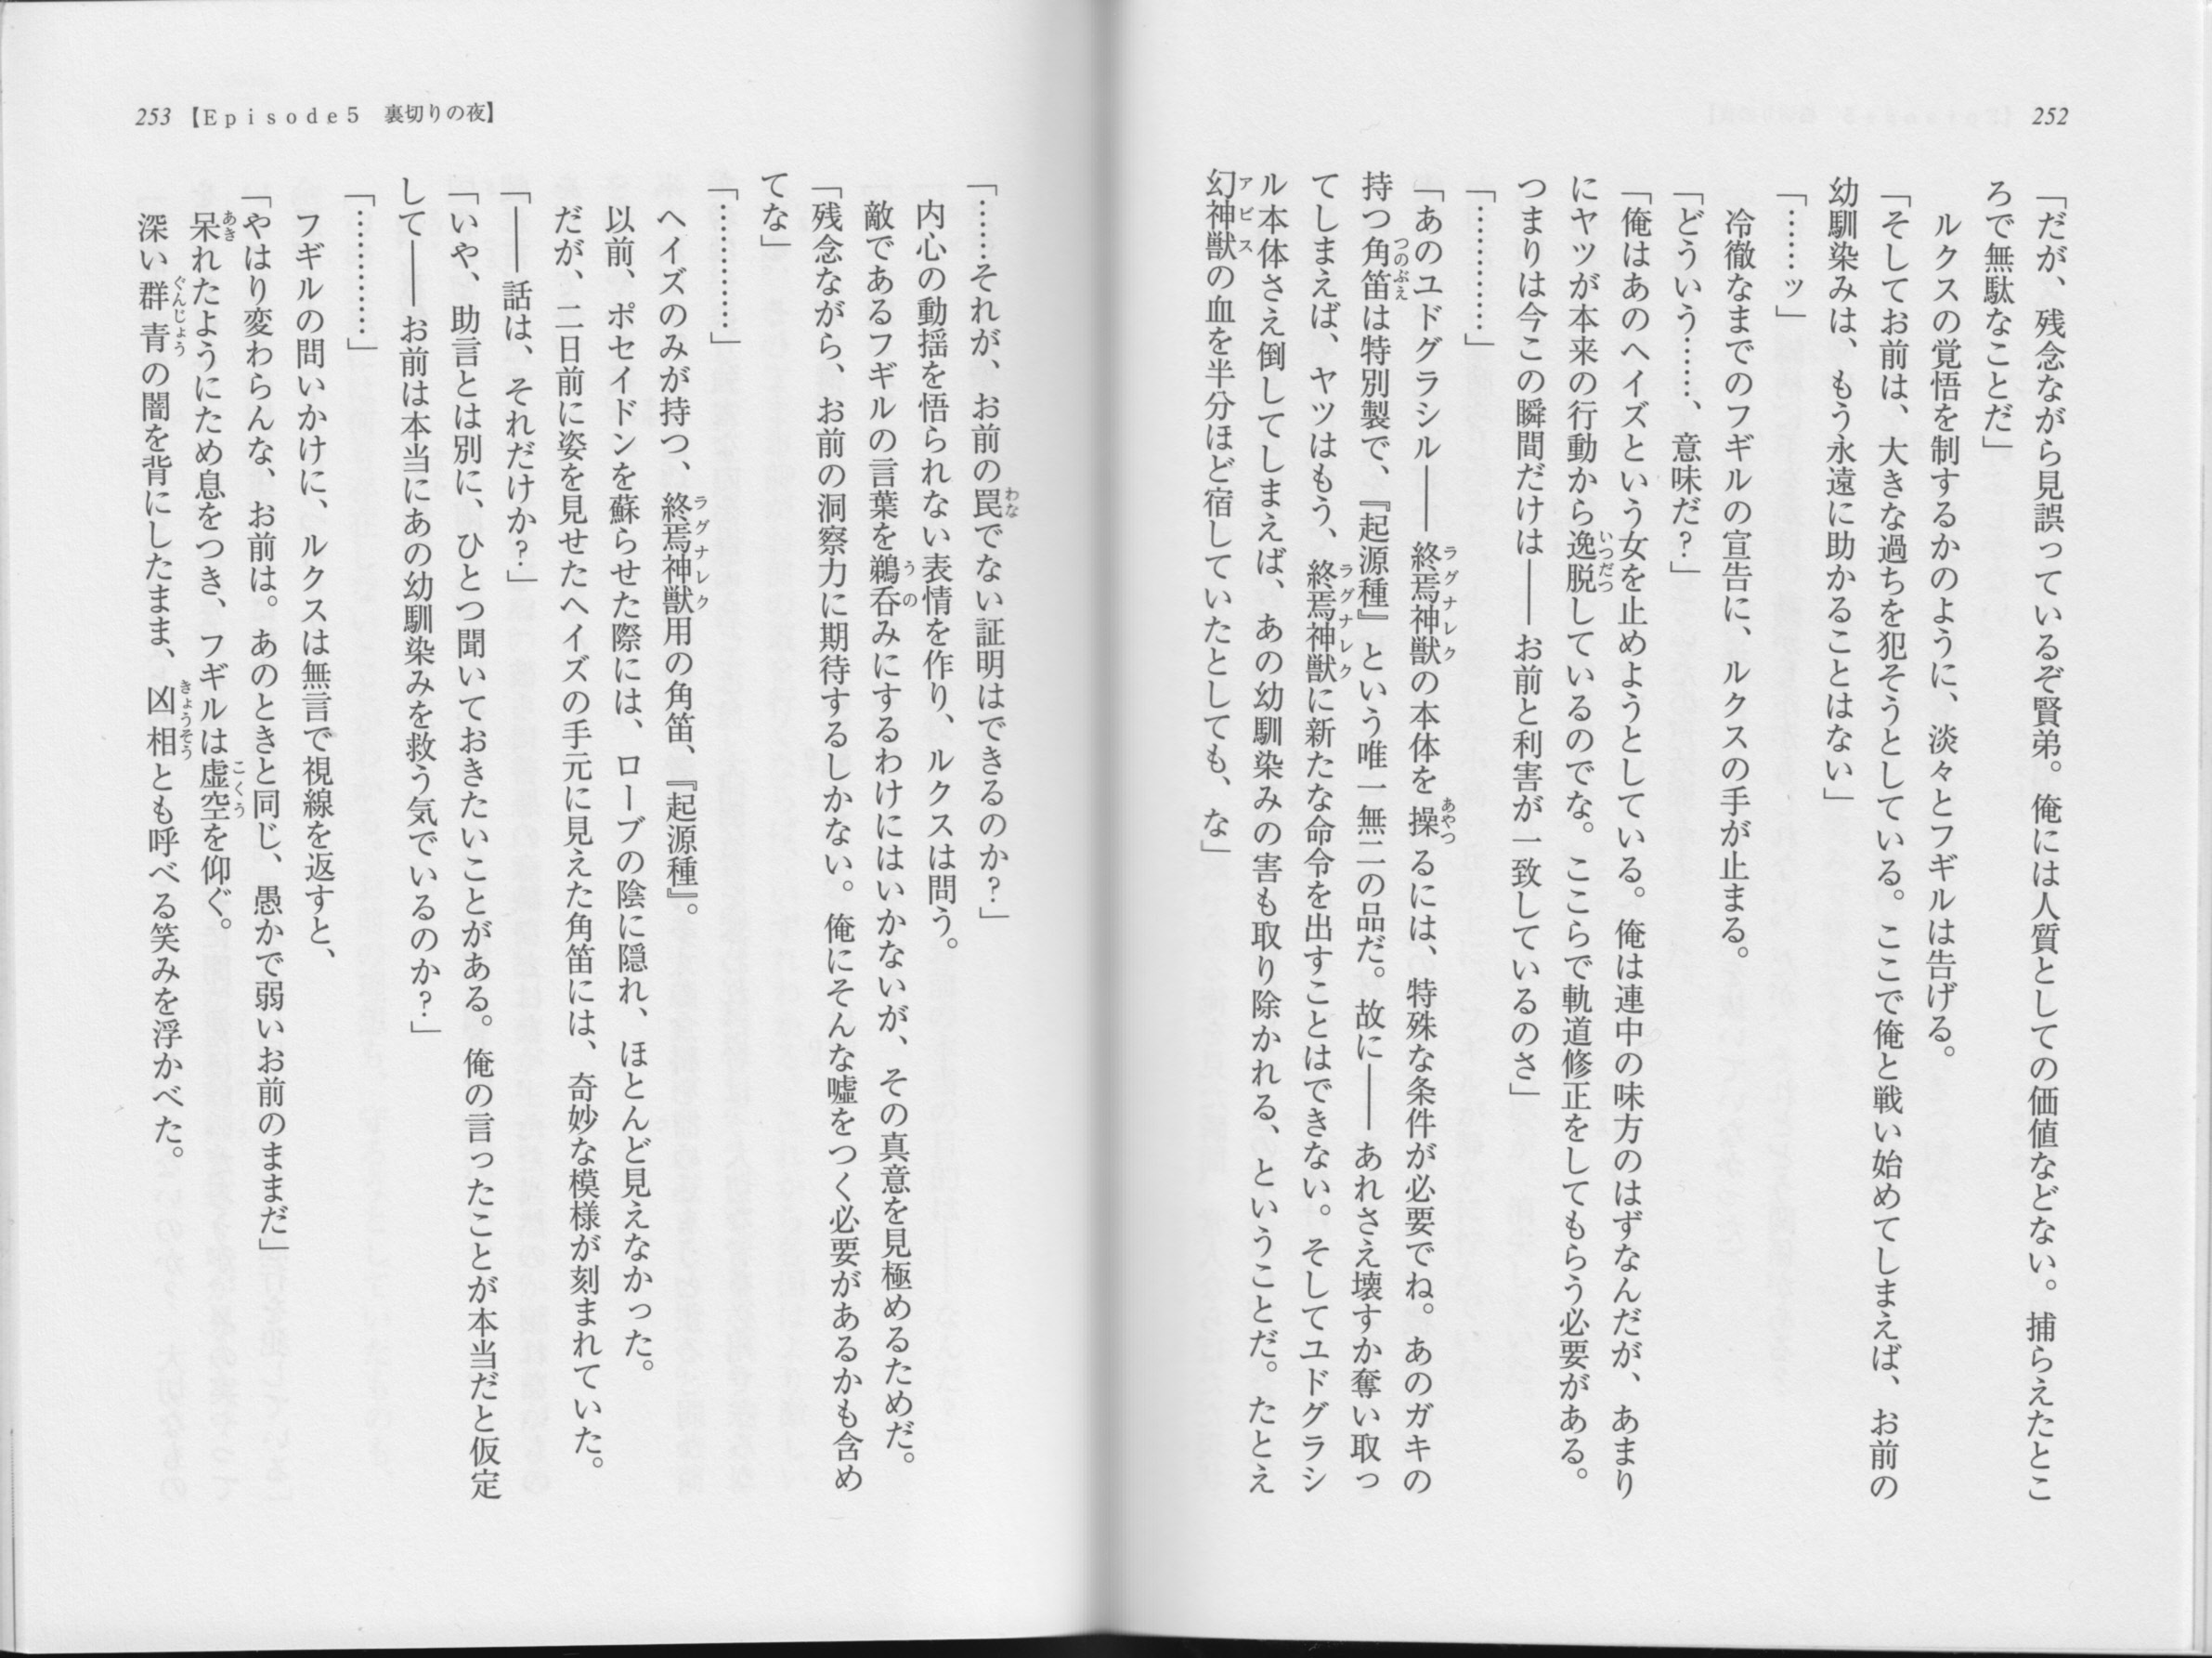 252
「だが、残念ながら見誤っているぞ賢弟。俺には人質としての価値などない。捕らえたとこ
ろで無駄なことだ」
　ルクスの覚悟を制するかのように、淡々とフギルは告げる。
「そしてお前は、大きな過ちを犯そうとしている。ここで俺と戦い始めてしまえば、お前の
幼馴染みは、もう永遠に助かることはない」
「……ッ」
　冷徹なまでのフギルの宣告に、ルクスの手が止まる。
「どういう……、意味だ？」
「俺はあのヘイズという女を止めようとしている。俺は連中の味方のはずなんだが、あまり
にヤツが本来の行動から逸脱しているのでな。ここらで軌道修正をしてもらう必要がある。
つまりは今この瞬間だけは――お前と利害が一致しているのさ」
「…………」
「あのユドグラシル――終焉神獣の本体を操るには、特殊な条件が必要でね。あのガキの
持つ角笛は特別製で、『起源種』という唯一無二の品だ。故に――あれさえ壊すか奪い取っ
てしまえば、ヤツはもう、終焉神獣に新たな命令を出すことはできない。そしてユドグラシ
ル本体さえ倒してしまえば、あの幼馴染みの害も取り除かれる、ということだ。たとえ
幻神獣の血を半分ほど宿していたとしても、な」
253【Episode5　裏切りの夜】
「……それが、お前の罠でない証明はできるのか？」
　内心の動揺を悟られない表情を作り、ルクスは問う。
　敵であるフギルの言葉を鵜呑みにするわけにはいかないが、その真意を見極めるためだ。
「残念ながら、お前の洞察力に期待するしかない。俺にそんな嘘をつく必要があるかも含め
てな」
「…………」
　ヘイズのみが持つ、終焉神獣用の角笛、『起源種』。
　以前、ポセイドンを蘇らせた際には、ローブの陰に隠れ、ほとんど見えなかった。
　だが、二日前に姿を見せたヘイズの手元に見えた角笛には、奇妙な模様が刻まれていた。
「――話は、それだけか？」
「いや、助言とは別に、ひとつ聞いておきたいことがある。俺の言ったことが本当だと仮定
して――お前は本当にあの幼馴染みを救う気でいるのか？」
「…………」
　フギルの問いかけに、ルクスは無言で視線を返すと、
「やはり変わらんな、お前は。あのときと同じ、愚かで弱いお前のままだ」
　呆れたようにため息をつき、フギルは虚空を仰ぐ。
　深い群青の闇を背にしたまま、凶相とも呼べる笑みを浮かべた。